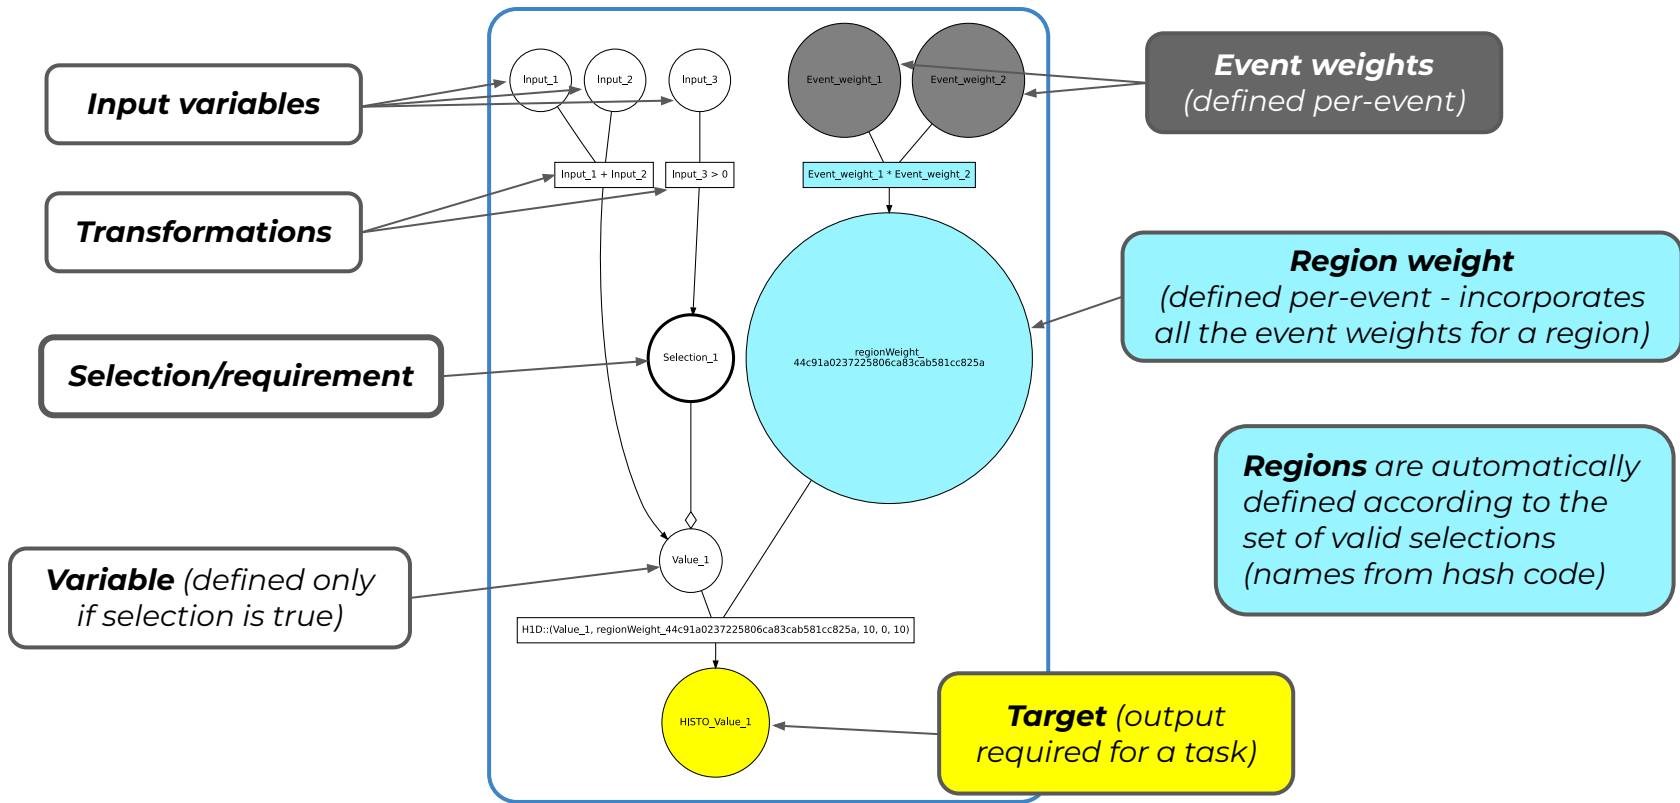 Input variables
Transformations
Selection/requirement
Variable (defined only
if selection is true)
Input_1
Input_2
Input_3
Event_weight_1
Event_weight_2
Input_1 + Input_2
Input_3 > 0
Event_weight_1 * Event_weight_2
Selection_1
regionWeight_
44c91a0237225806ca83cab581cc825a
Value_1
H1D::(Value_1, regionWeight_44c91a0237225806ca83cab581cc825a, 10, 0, 10)
HISTO_Value_1
Event weights
(defined per-event)
Region weight
(defined per-event - incorporates
all the event weights for a region)
Regions are automatically
defined according to the
set of valid selections
(names from hash code)
Target (output
required for a task)